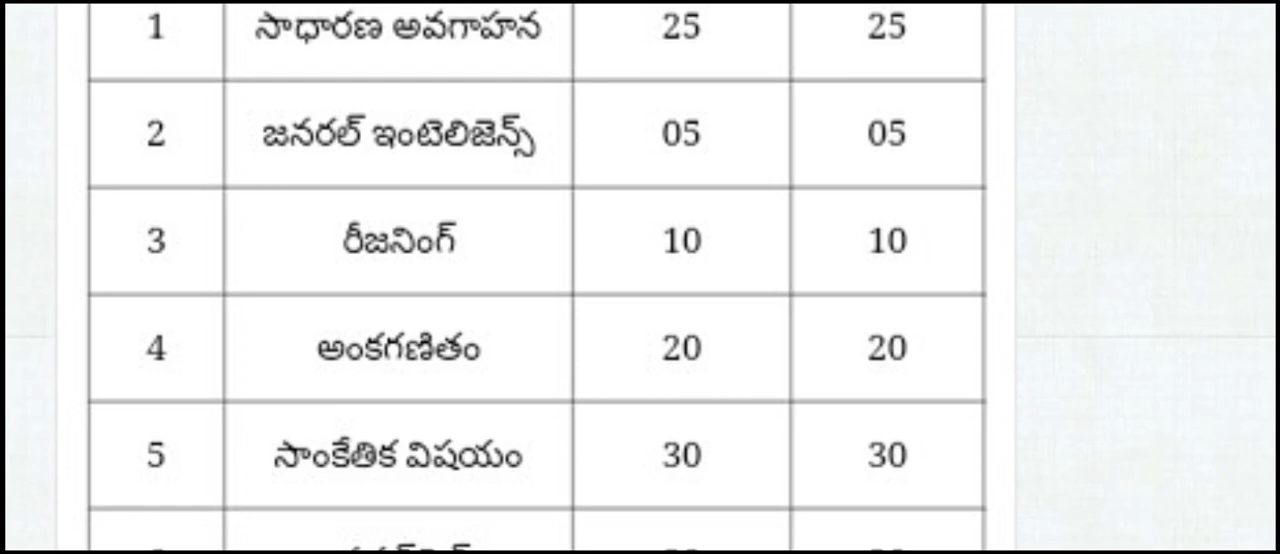 1 సాధారణ అవగాహన 25 25
2 జనరల్ ఇంటెలిజెన్స్ 05 05
3 రీజనింగ్ 10 10
4 అంకగణితం 20 20
5 సాంకేతిక విషయం 30 30